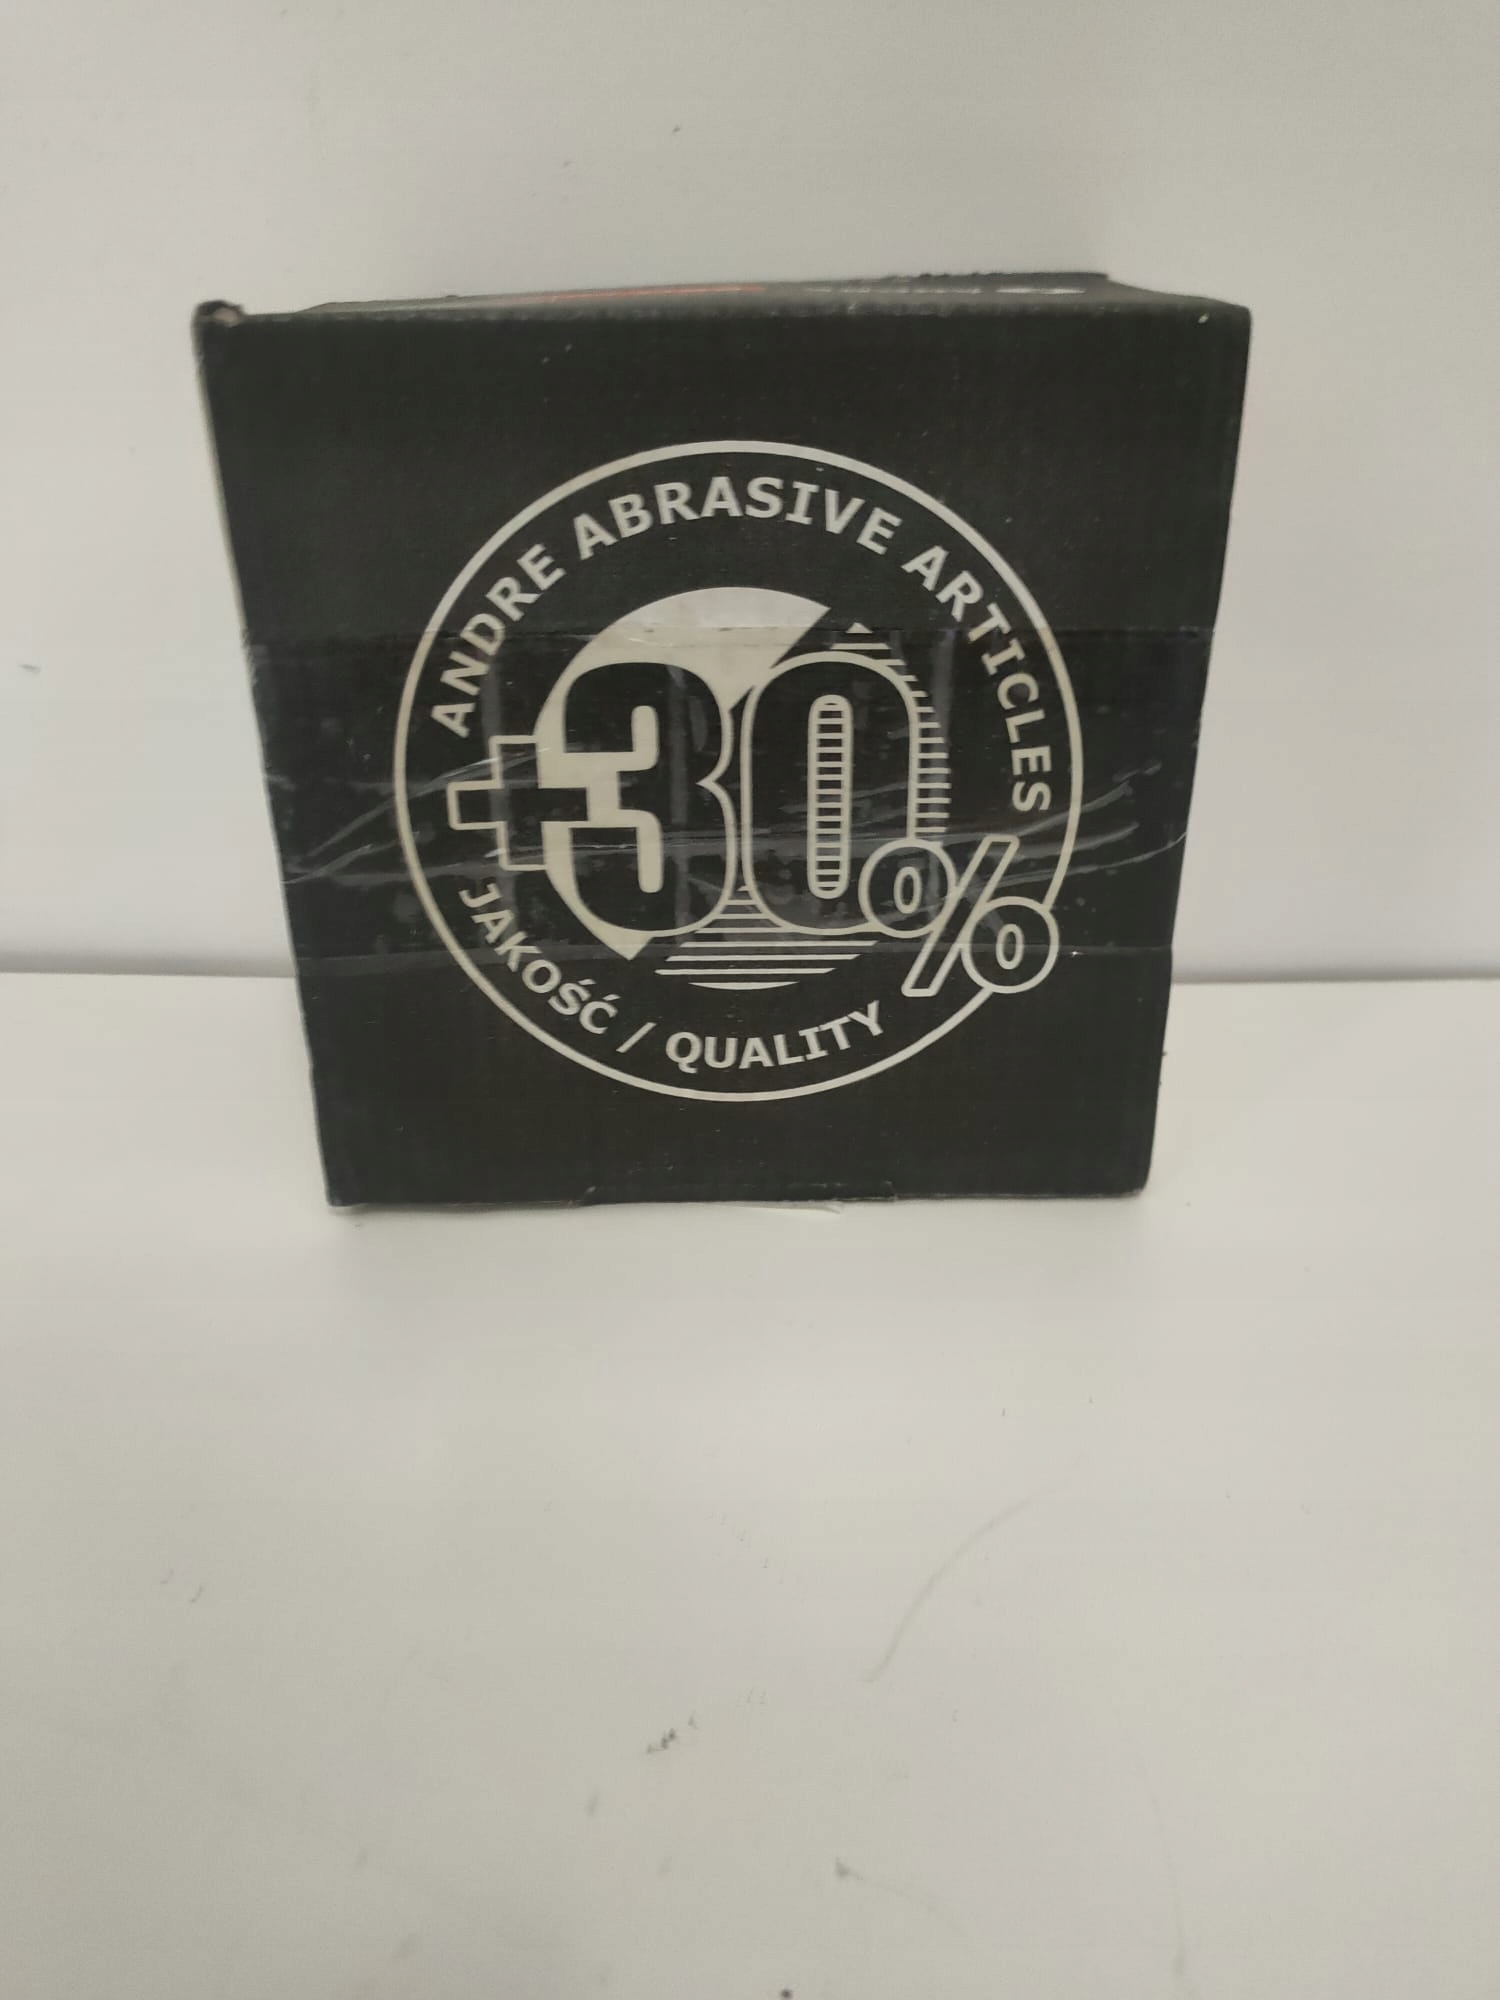 ANDRE ABRASIVE ARTICLES
+30%
JAKOŚĆ / QUALITY